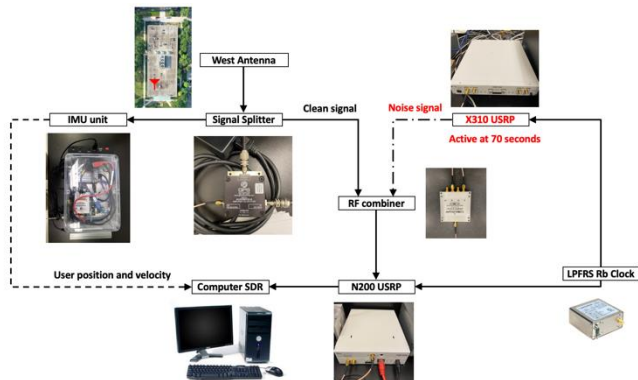 West Antenna
IMU unit
Signal Splitter
Clean signal
Noise signal
X310 USRP
Active at 70 seconds
RF combiner
User position and velocity
Computer SDR
N200 USRP
LPFRS Rb Clock